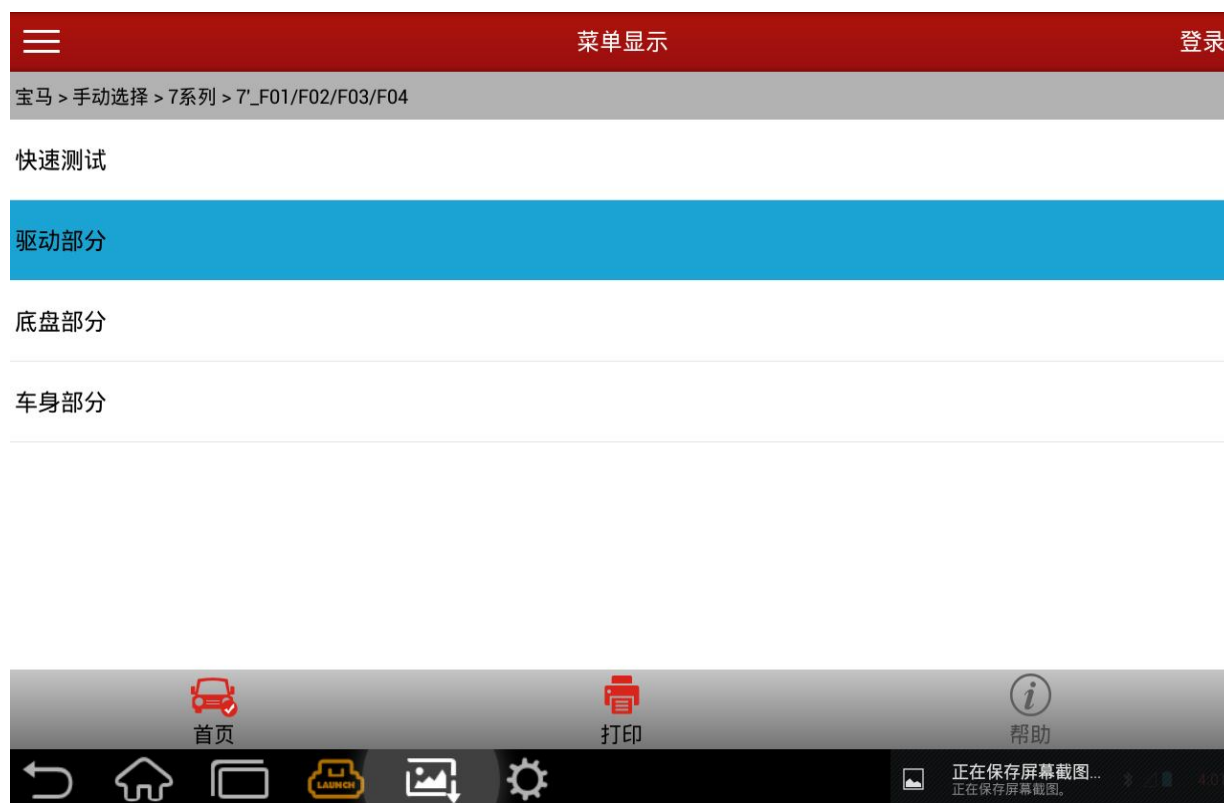 菜单显示
登录
宝马 > 手动选择 > 7系列 > 7'_F01/F02/F03/F04
快速测试
驱动部分
底盘部分
车身部分
首页
打印
帮助
LAUNCH
正在保存屏幕截图...
正在保存屏幕截图。